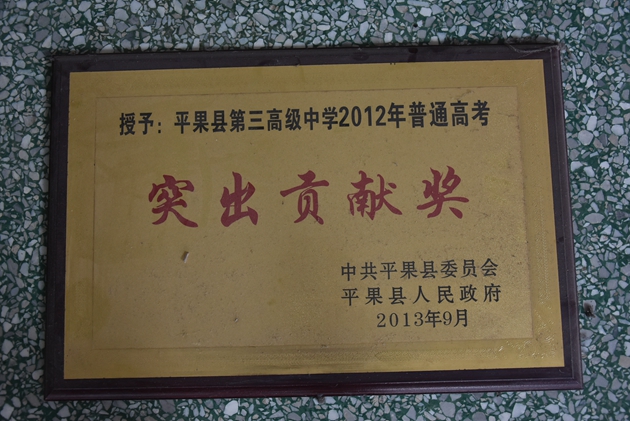 授予：平果县第三高级中学2012年普通高考
突出贡献奖
中共平果县委员会
平果县人民政府
2013年9月